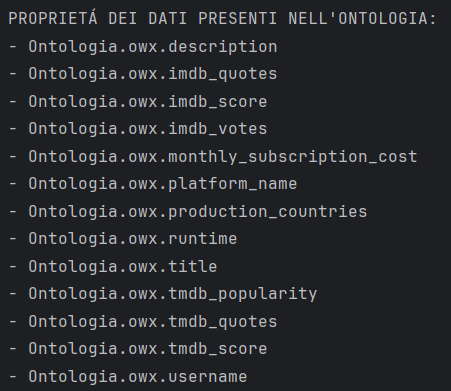 PROPRIETÁ DEI DATI PRESENTI NELL'ONTOLOGIA:
- Ontologia.owx.description
- Ontologia.owx.imdb_quotes
- Ontologia.owx.imdb_score
- Ontologia.owx.imdb_votes
- Ontologia.owx.monthly_subscription_cost
- Ontologia.owx.platform_name
- Ontologia.owx.production_countries
- Ontologia.owx.runtime
- Ontologia.owx.title
- Ontologia.owx.tmdb_popularity
- Ontologia.owx.tmdb_quotes
- Ontologia.owx.tmdb_score
- Ontologia.owx.username